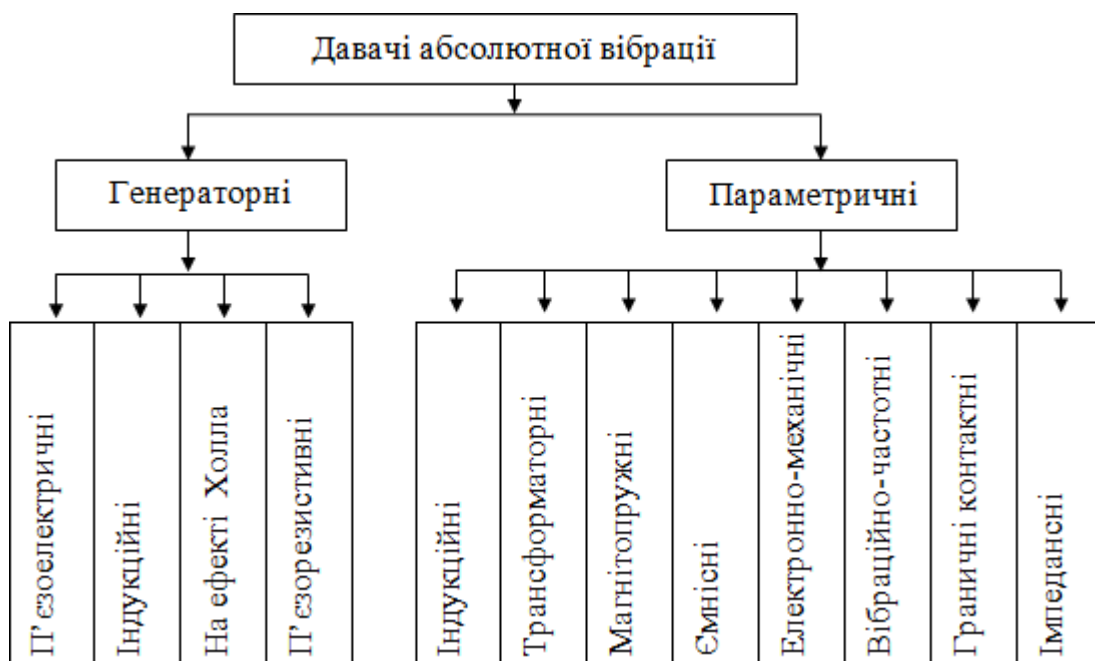 Давачі абсолютної вібрації
Генераторні
Параметричні
П'єзоелектричні
Індукційні
На ефекті Холла
П'єзорезистивні
Індукційні
Трансформаторні
Магнітопружні
Ємнісні
Електронно-механічні
Вібраційно-частотні
Граничні контактні
Імпедансні